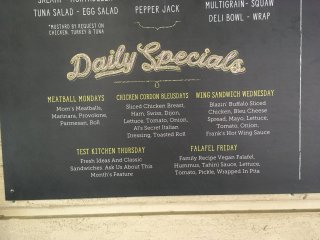 TUNA SALAD - EGG SALAD
*MUSTARD BY REQUEST ON
CHICKEN, TURKEY & TUNA
PEPPER JACK
MULTIGRAIN - SQUAW
DELI BOWL - WRAP
Daily Specials
MEATBALL MONDAYS
Mom's Meatballs,
Marinara, Provolone,
Parmesan, Roll
CHICKEN CORDON BLEUSDAYS
Sliced Chicken Breast,
Ham, Swiss, Dijon,
Lettuce, Tomato, Onion,
Al's Secret Italian
Dressing, Toasted Roll
WING SANDWICH WEDNESDAY
Blazin' Buffalo Sliced
Chicken, Bleu Cheese
Spread, Mayo, Lettuce,
Tomato, Onion,
Frank's Hot Wing Sauce
TEST KITCHEN THURSDAY
Fresh Ideas And Classic
Sandwiches. Ask Us About This
Month's Feature
FALAFEL FRIDAY
Family Recipe Vegan Falafel,
Hummus, Tahini Sauce, Lettuce,
Tomato, Pickle, Wrapped In Pita